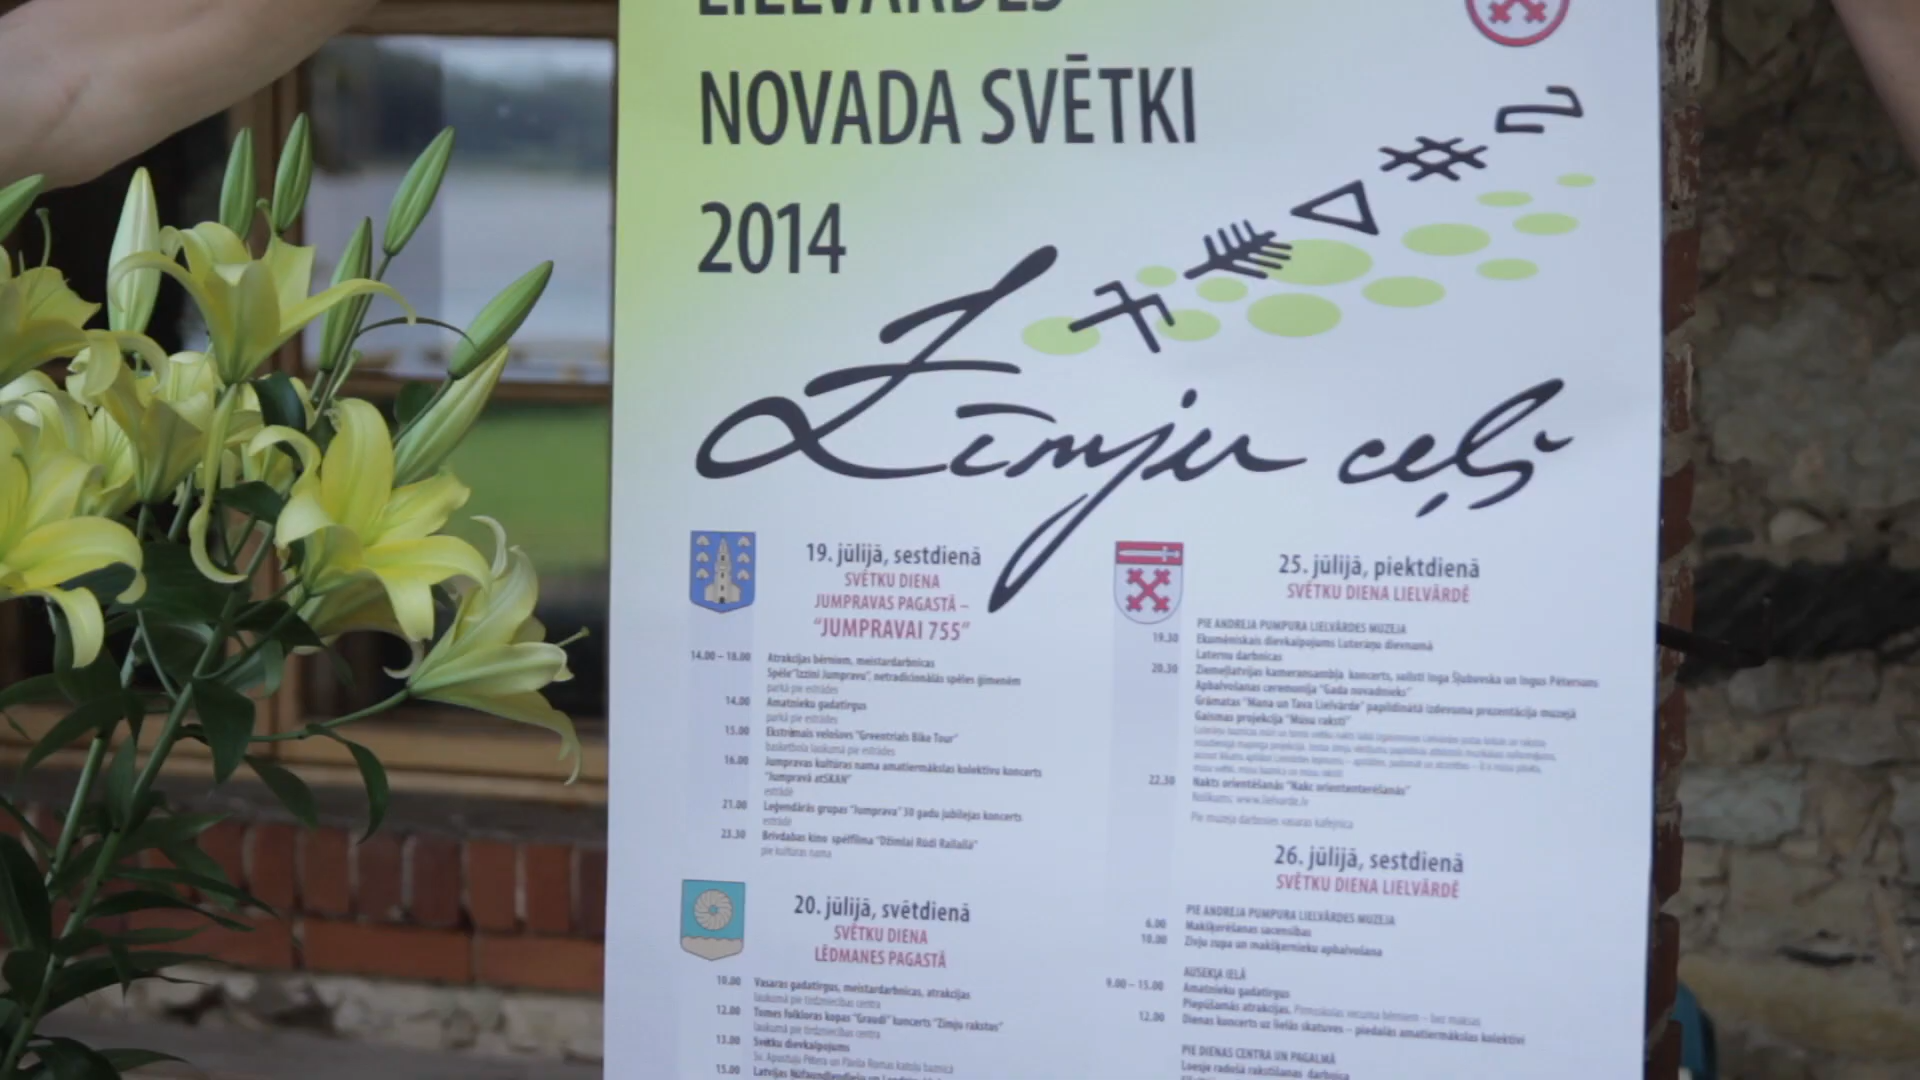 LIELVĀRDES
NOVADA SVĒTKI
2014
Zīmju ceļš
19. jūlijā, sestdienā
SVĒTKU DIENA
JUMPRAVAS PAGASTĀ –
"JUMPRAVAI 755"
14.00 – 18.00 Atrakcijas bērniem, meistardarbnīcas
Spēle "Izzini Jumpravu", netradicionālās spēles ģimenēm
parkā pie estrādes
14.00 Amatnieku gadatirgus
parkā pie estrādes
15.00 Ekstrēmais velošovs "Greentrials Bike Tour"
basketbola laukumā pie estrādes
16.00 Jumpravas kultūras nama amatiermākslas kolektīvu koncerts
"Jumpravā atSKAN"
estrādē
21.00 Leģendārās grupas "Jumprava" 30 gadu jubilejas koncerts
estrādē
23.30 Brīvdabas kino spēlfilma "Džimlai Rūdi Rallallā"
pie kultūras nama
20. jūlijā, svētdienā
SVĒTKU DIENA
LĒDMANES PAGASTĀ
10.00 Vasaras gadatirgus, meistardarbnīcas, atrakcijas
laukumā pie tirdzniecības centra
12.00 Tomes folkloras kopas "Graudi" koncerts "Zīmju rakstos"
laukumā pie tirdzniecības centra
13.00 Svētku dievkalpojums
Sv. Apustuļu Pētera un Pāvila Romas katoļu baznīcā
15.00 Latvijas
25. jūlijā, piektdienā
SVĒTKU DIENA LIELVĀRDĒ
PIE ANDREJA PUMPURA LIELVĀRDES MUZEJA
19.30 Ekumēniskais dievkalpojums Luterāņu dievnamā
Laternu darbnīcas
20.30 Ziemeļlatvijas kameransambļa koncerts, solisti Inga Šļubovska un Ingus Pētersons
Apbalvošanas ceremonija "Gada novadnieks"
Grāmatas "Mana un Tava Lielvārde" papildinātā izdevuma prezentācija muzejā
Gaismas projekcija "Mūsu raksti"
22.30 Nakts orientēšanās "Nakc oriententerēšanās"
Nolikums: www.lielvarde.lv
Pie muzeja darbosies vasaras kafejnīca
26. jūlijā, sestdienā
SVĒTKU DIENA LIELVĀRDĒ
PIE ANDREJA PUMPURA LIELVĀRDES MUZEJA
6.00 Makšķerēšanas sacensības
10.00 Zivju zupa un makšķernieku apbalvošana
AUSEKĻA IELĀ
9.00 – 15.00 Amatnieku gadatirgus
Piepūšamās atrakcijas, Pirmsskolas vecuma bērniem – bez maksas
12.00 Dienas koncerts uz lielās skatuves – piedalās amatiermākslas kolektīvi
PIE DIENAS CENTRA UN PAGALMĀ
Loesje radošā rakstīšanas darbnīca